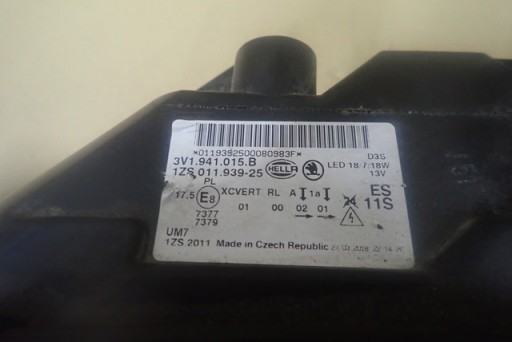 *0119392500080983F*
3V1.941.015.B
1ZS 011.939-25
HELLA
D3S
LED 18/7/18W
13V
PL
17.5 E8 XCVERT RL A 1a ES
01 00 02 01 11S
7377
7379
UM7
1ZS 2011 Made in Czech Republic